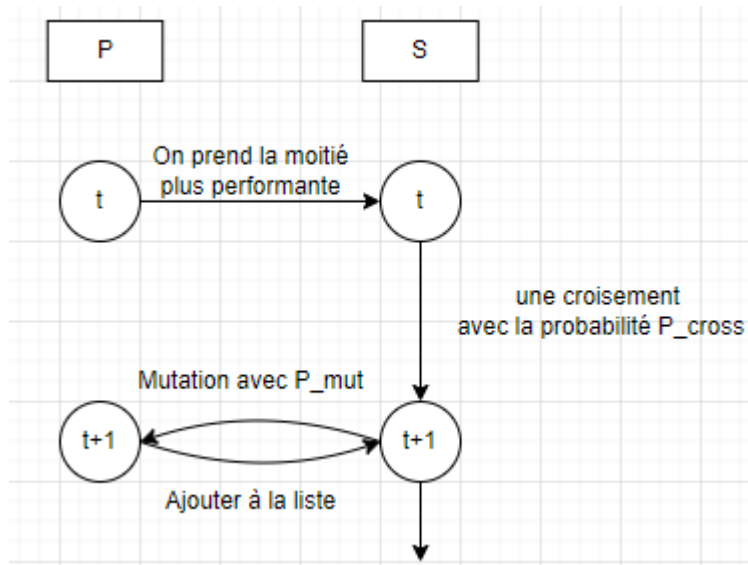 P
S
On prend la moitié
plus performante
t
t
une croisement
avec la probabilité P_cross
Mutation avec P_mut
t+1
t+1
Ajouter à la liste